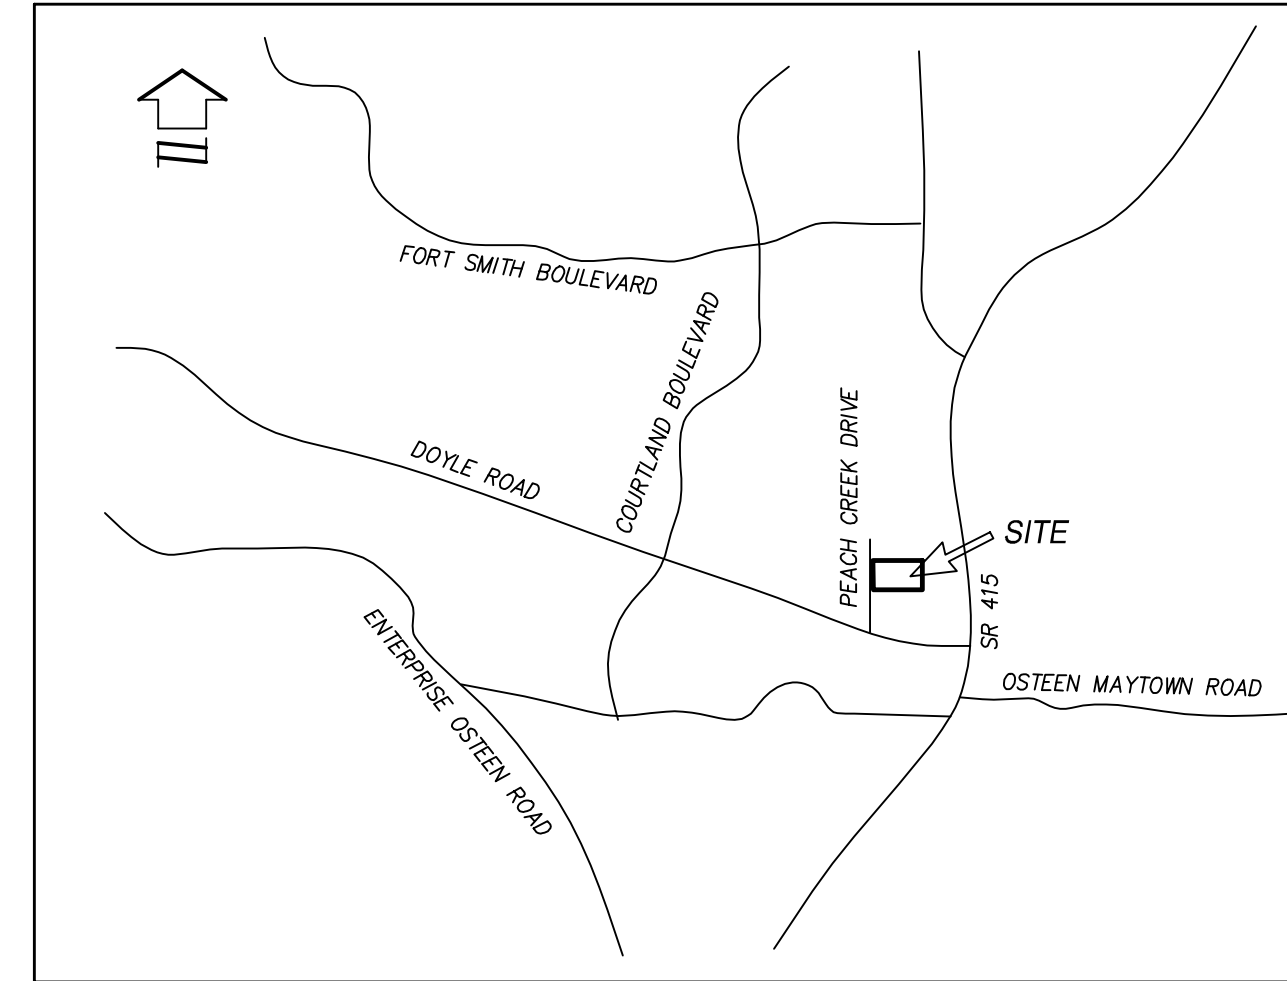 FORT SMITH BOULEVARD
COURTLAND BOULEVARD
PEACH CREEK DRIVE
DOYLE ROAD
SITE
SR 415
ENTERPRISE OSTEEN ROAD
OSTEEN MAYTOWN ROAD